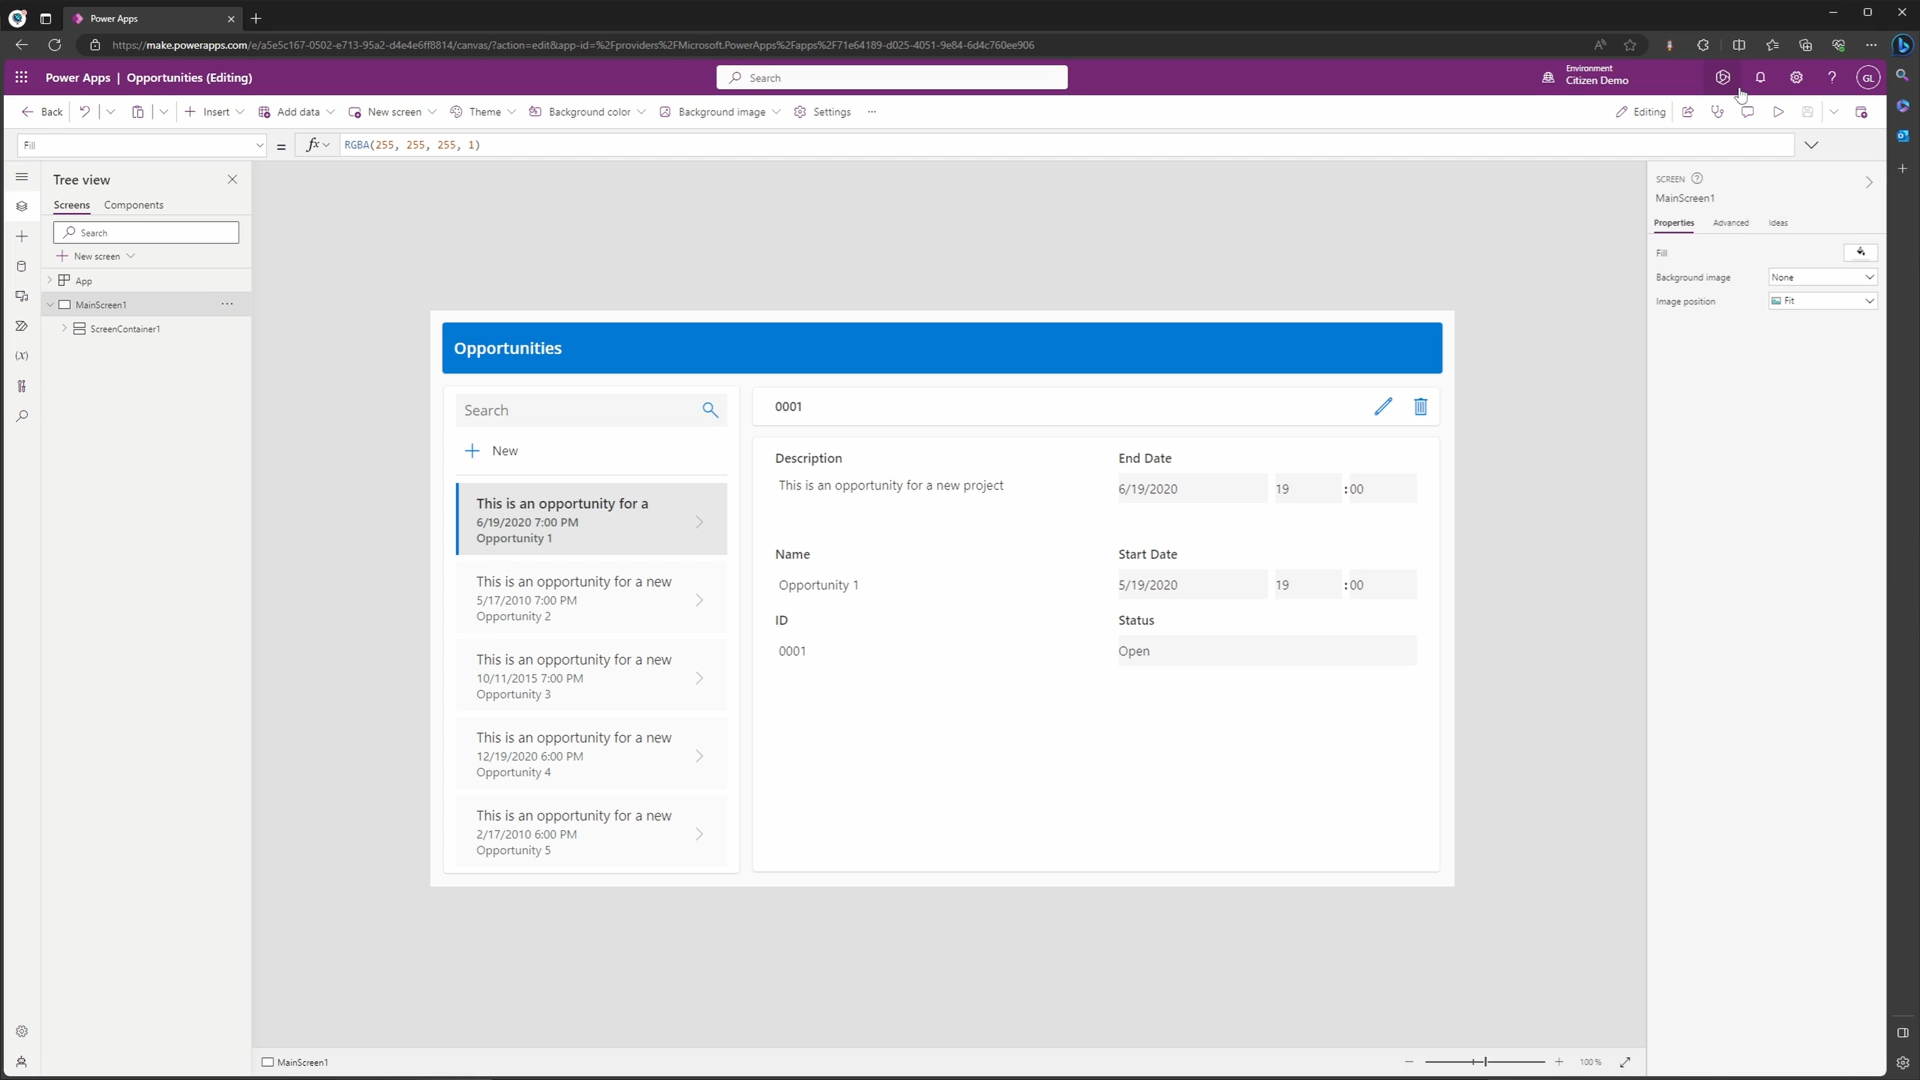 Power Apps
https://make.powerapps.com/e/a5e5c167-0502-e713-95a2-d4e4e6ff8814/canvas/?action=edit&app-id=%2Fproviders%2FMicrosoft.PowerApps%2Fapps%2F71e64189-d025-4051-9e84-6d4c760ee906
Power Apps | Opportunities (Editing)
Search
Environment
Citizen Demo
GL
Back
Insert
Add data
New screen
Theme
Background color
Background image
Settings
Editing
Fill
=
fx
RGBA(255, 255, 255, 1)
Tree view
Screens
Components
Search
New screen
App
MainScreen1
ScreenContainer1
SCREEN
MainScreen1
Properties
Advanced
Ideas
Fill
Background image
None
Image position
Fit
Opportunities
Search
New
This is an opportunity for a
6/19/2020 7:00 PM
Opportunity 1
This is an opportunity for a new
5/17/2010 7:00 PM
Opportunity 2
This is an opportunity for a new
10/11/2015 7:00 PM
Opportunity 3
This is an opportunity for a new
12/19/2020 6:00 PM
Opportunity 4
This is an opportunity for a new
2/17/2010 6:00 PM
Opportunity 5
0001
Description
This is an opportunity for a new project
End Date
6/19/2020 19 : 00
Name
Opportunity 1
Start Date
5/19/2020 19 : 00
ID
0001
Status
Open
MainScreen1
100 %